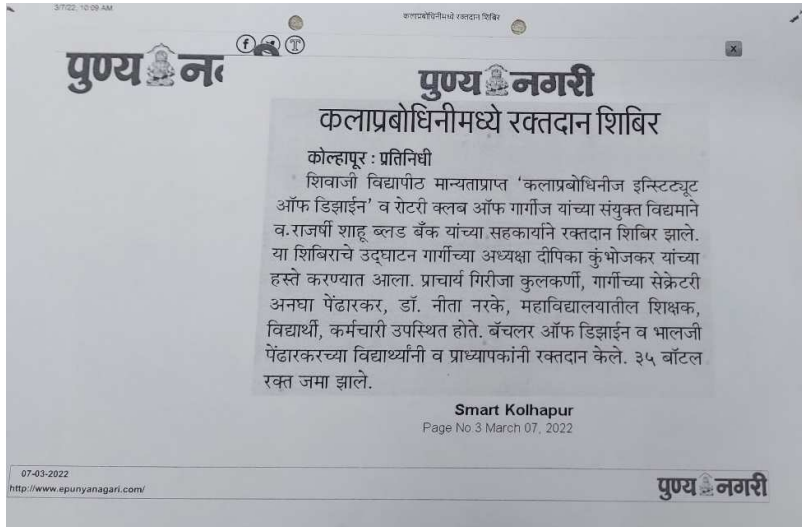 3/7/22, 10:09 AM
कलाप्रबोधिनीमध्ये रक्तदान शिबिर
पुण्य नग
पुण्य नगरी
कलाप्रबोधिनीमध्ये रक्तदान शिबिर
कोल्हापूर : प्रतिनिधी
शिवाजी विद्यापीठ मान्यताप्राप्त 'कलाप्रबोधिनीज इन्स्टिट्यूट
ऑफ डिझाईन' व रोटरी क्लब ऑफ गार्गीज यांच्या संयुक्त विद्यमाने
व.राजर्षी शाहू ब्लड बँक यांच्या सहकार्याने रक्तदान शिबिर झाले.
या शिबिराचे उद्‌घाटन गार्गीच्या अध्यक्षा दीपिका कुंभोजकर यांच्या
हस्ते करण्यात आला. प्राचार्य गिरीजा कुलकर्णी, गार्गीच्या सेक्रेटरी
अनघा पेंढारकर, डॉ. नीता नरके, महाविद्यालयातील शिक्षक,
विद्यार्थी, कर्मचारी उपस्थित होते. बॅचलर ऑफ डिझाईन व भालजी
पेंढारकरच्या विद्यार्थ्यांनी व प्राध्यापकांनी रक्तदान केले. ३५ बॉटल
रक्त जमा झाले.
Smart Kolhapur
Page No.3 March 07, 2022
07-03-2022
http://www.epunyanagari.com/
पुण्य नगरी